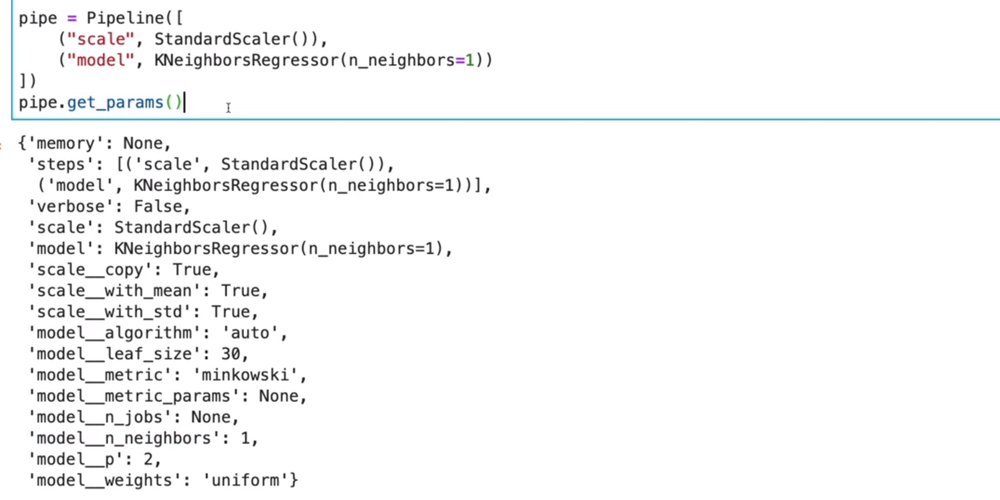 pipe = Pipeline([
    ("scale", StandardScaler()),
    ("model", KNeighborsRegressor(n_neighbors=1))
])
pipe.get_params()
{'memory': None,
 'steps': [('scale', StandardScaler()),
  ('model', KNeighborsRegressor(n_neighbors=1))],
 'verbose': False,
 'scale': StandardScaler(),
 'model': KNeighborsRegressor(n_neighbors=1),
 'scale__copy': True,
 'scale__with_mean': True,
 'scale__with_std': True,
 'model__algorithm': 'auto',
 'model__leaf_size': 30,
 'model__metric': 'minkowski',
 'model__metric_params': None,
 'model__n_jobs': None,
 'model__n_neighbors': 1,
 'model__p': 2,
 'model__weights': 'uniform'}